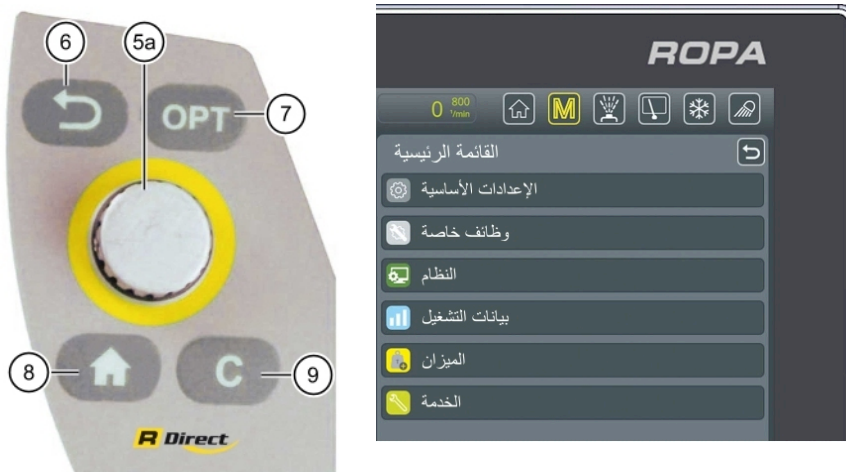 6
5a
7
OPT
8
C
9
R Direct
ROPA
0 800 1/min
M
القائمة الرئيسية
الإعدادات الأساسية
وظائف خاصة
النظام
بيانات التشغيل
الميزان
الخدمة